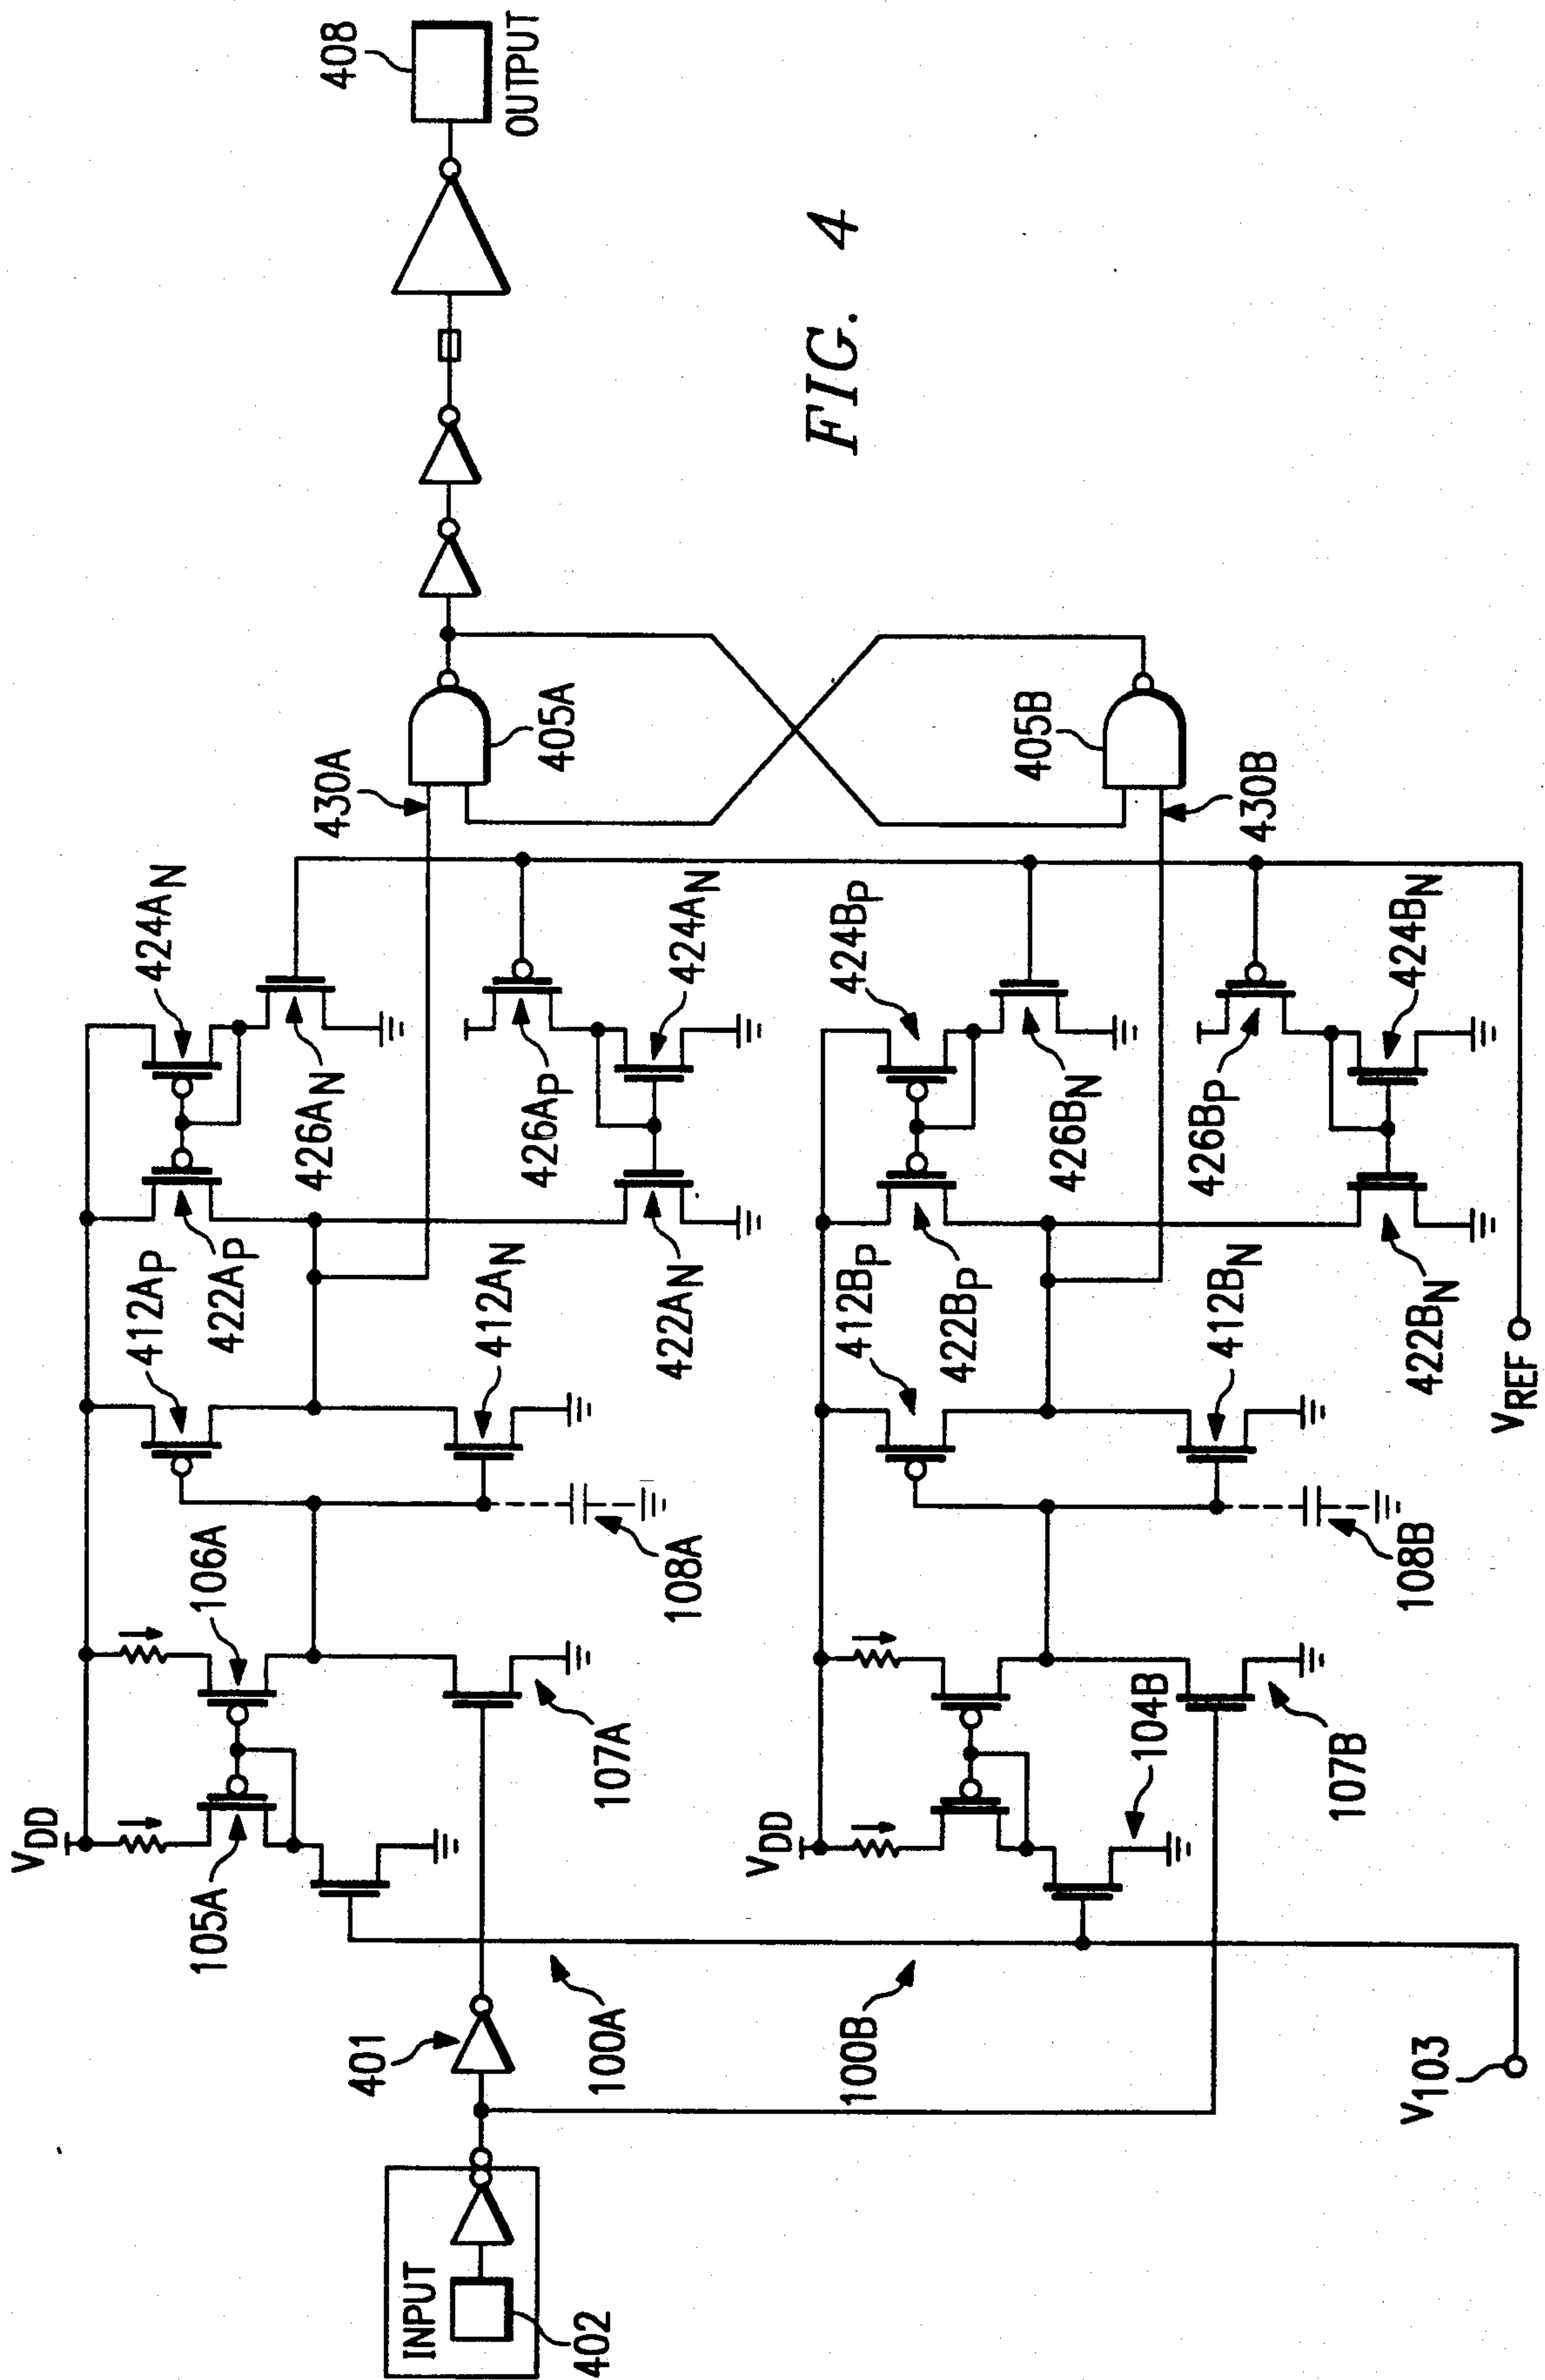 INPUT
402
401
V103
100A
100B
VDD
105A
106A
107A
108A
412AP
412AN
422AP
422AN
424AN
426AN
426AP
424AN
430A
405A
408
OUTPUT
VDD
104B
107B
108B
412BP
412BN
422BP
422BN
424BP
426BN
426BP
424BN
430B
405B
VREF
FIG. 4